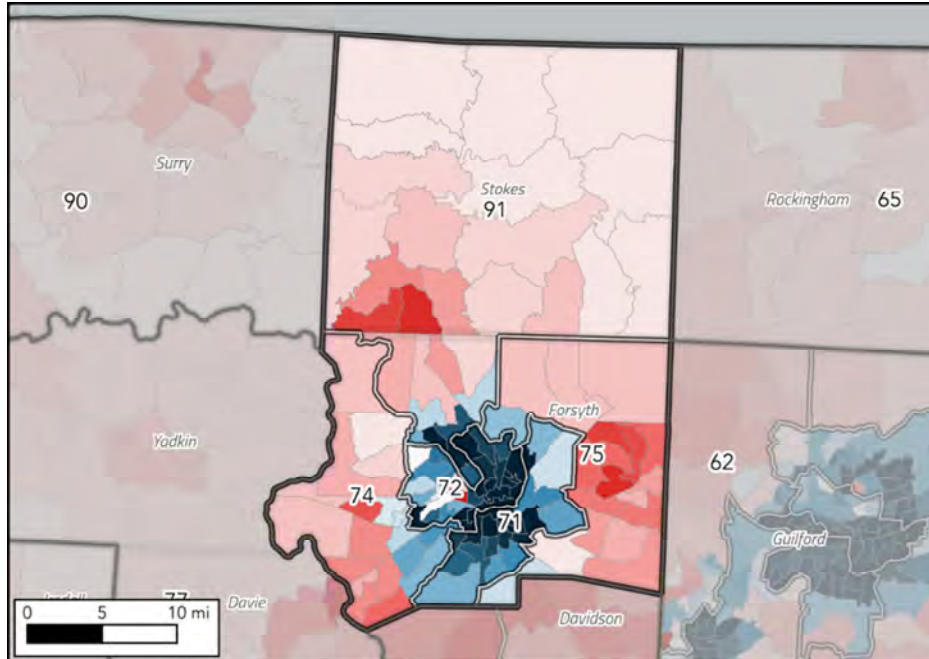 Surry
90
Stokes
91
Rockingham
65
Forsyth
Yadkin
75
62
72
74
71
Guilford
77
Davie
Davidson
0 5 10 mi